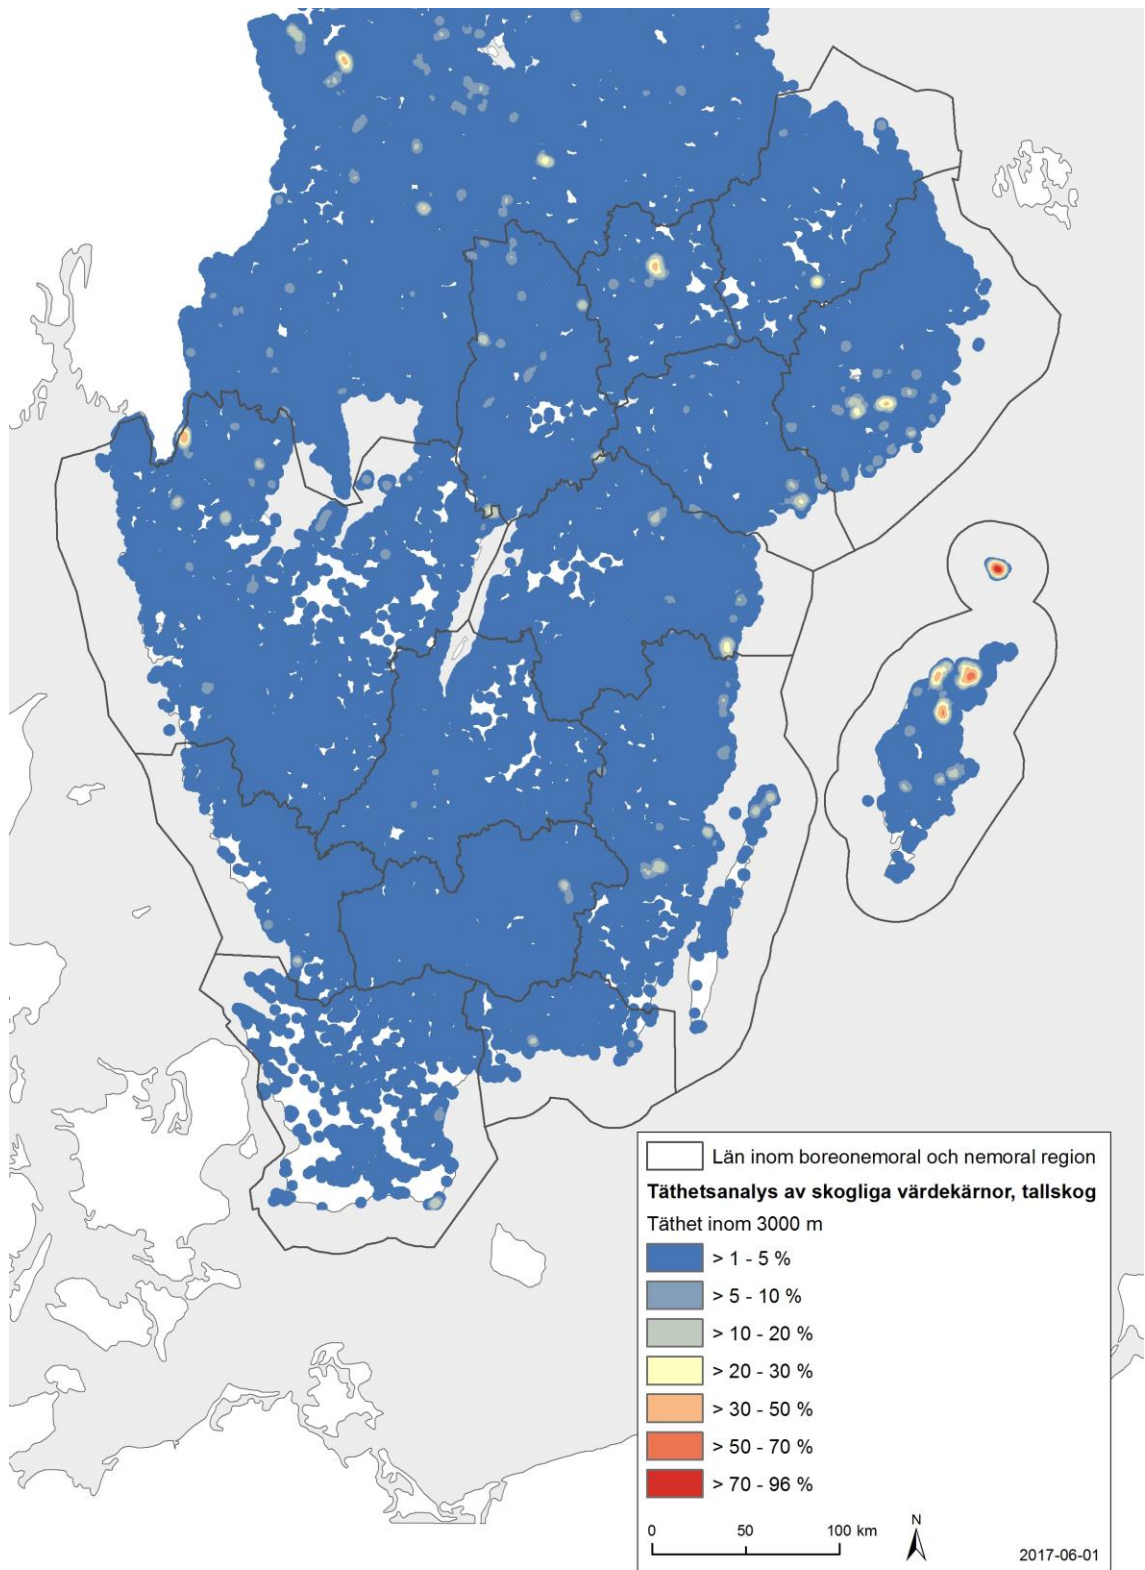 Län inom boreonemoral och nemoral region
Täthetsanalys av skogliga värdekärnor, tallskog
Täthet inom 3000 m
> 1 - 5 %
> 5 - 10 %
> 10 - 20 %
> 20 - 30 %
> 30 - 50 %
> 50 - 70 %
> 70 - 96 %
0 50 100 km
N
2017-06-01